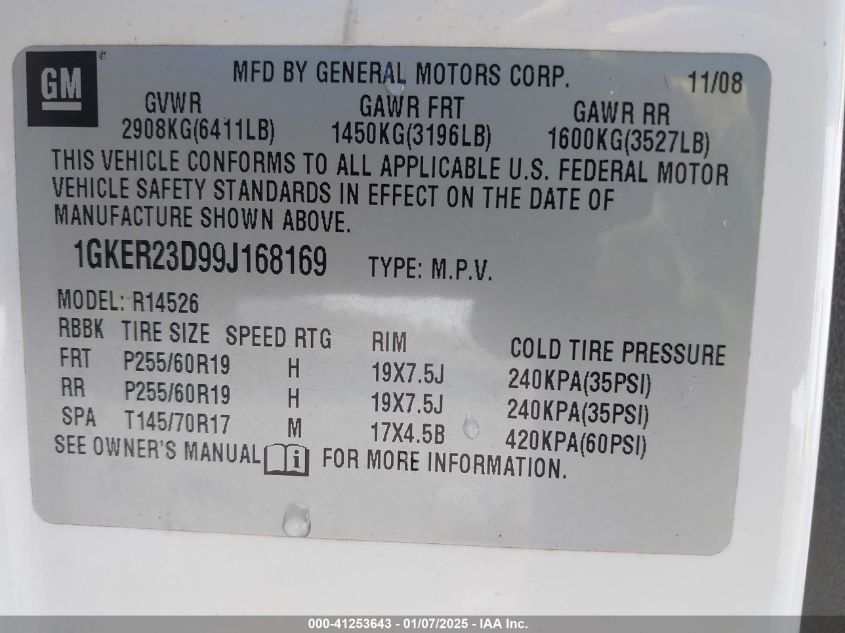 GM ®
MFD BY GENERAL MOTORS CORP. 11/08
GVWR GAWR FRT GAWR RR
2908KG(6411LB) 1450KG(3196LB) 1600KG(3527LB)
THIS VEHICLE CONFORMS TO ALL APPLICABLE U.S. FEDERAL MOTOR
VEHICLE SAFETY STANDARDS IN EFFECT ON THE DATE OF
MANUFACTURE SHOWN ABOVE.
1GKER23D99J168169 TYPE: M.P.V.
MODEL: R14526
RBBK TIRE SIZE SPEED RTG RIM COLD TIRE PRESSURE
FRT P255/60R19 H 19X7.5J 240KPA(35PSI)
RR P255/60R19 H 19X7.5J 240KPA(35PSI)
SPA T145/70R17 M 17X4.5B 420KPA(60PSI)
SEE OWNER'S MANUAL i FOR MORE INFORMATION.
000-41253643 - 01/07/2025 - IAA Inc.